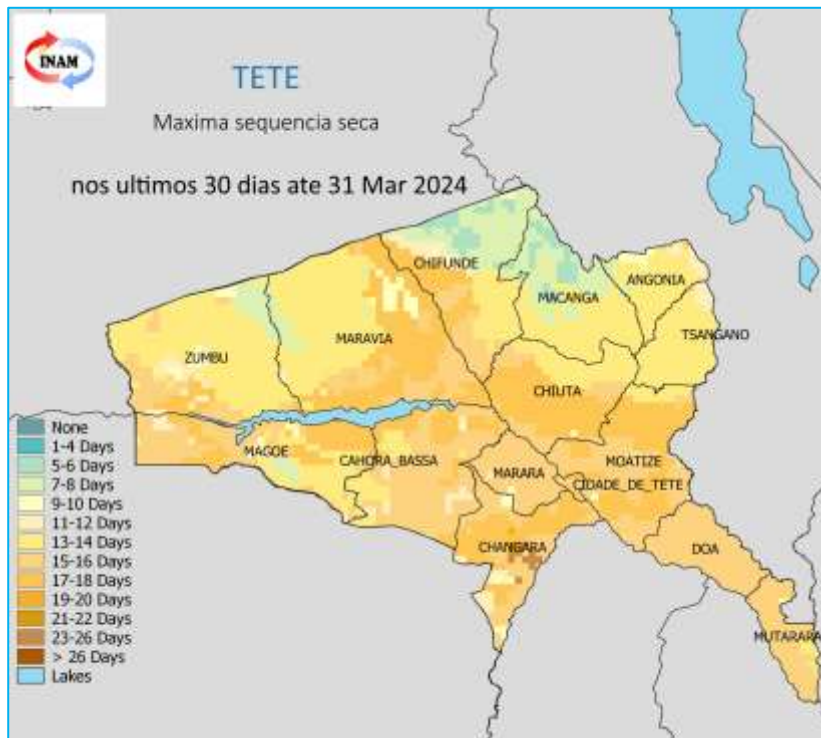 INAM
TETE
Maxima sequencia seca
nos ultimos 30 dias ate 31 Mar 2024
CHIFUNDE
ANGONIA
MACANGA
TSANGANO
MARAVIA
ZUMBU
CHIUTA
MAGOE
CAHORA_BASSA
MARARA
MOATIZE
CIDADE_DE_TETE
CHANGARA
DOA
MUTARARA
None
1-4 Days
5-6 Days
7-8 Days
9-10 Days
11-12 Days
13-14 Days
15-16 Days
17-18 Days
19-20 Days
21-22 Days
23-26 Days
> 26 Days
Lakes